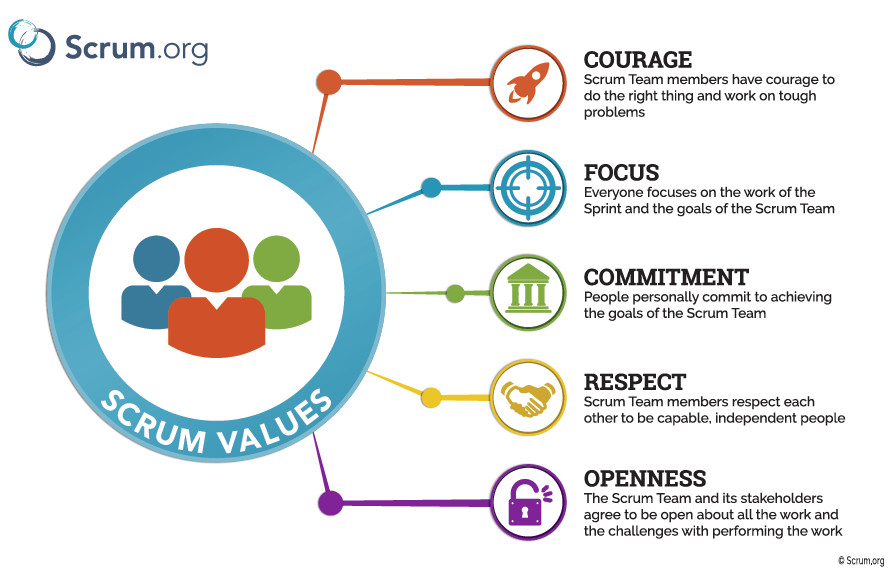 Scrum.org
SCRUM VALUES
COURAGE
Scrum Team members have courage to
do the right thing and work on tough
problems
FOCUS
Everyone focuses on the work of the
Sprint and the goals of the Scrum Team
COMMITMENT
People personally commit to achieving
the goals of the Scrum Team
RESPECT
Scrum Team members respect each
other to be capable, independent people
OPENNESS
The Scrum Team and its stakeholders
agree to be open about all the work and
the challenges with performing the work
© Scrum.org